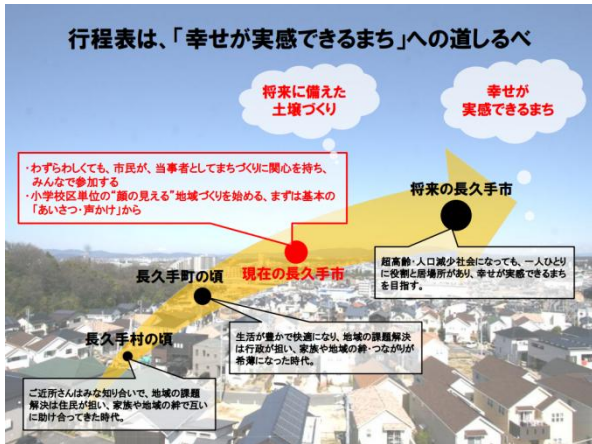 行程表は、「幸せが実感できるまち」への道しるべ
将来に備えた
土壌づくり
幸せが
実感できるまち
・わずらわしくても、市民が、当事者としてまちづくりに関心を持ち、
みんなで参加する
・小学校区単位の“顔の見える”地域づくりを始める、まずは基本の
「あいさつ・声かけ」から
将来の長久手市
現在の長久手市
超高齢・人口減少社会になっても、一人ひとり
に役割と居場所があり、幸せが実感できるまち
を目指す。
長久手町の頃
生活が豊かで快適になり、地域の課題解決
は行政が担い、家族や地域の絆・つながりが
希薄になった時代。
長久手村の頃
ご近所さんはみな知り合いで、地域の課題
解決は住民が担い、家族や地域の絆で互い
に助け合ってきた時代。